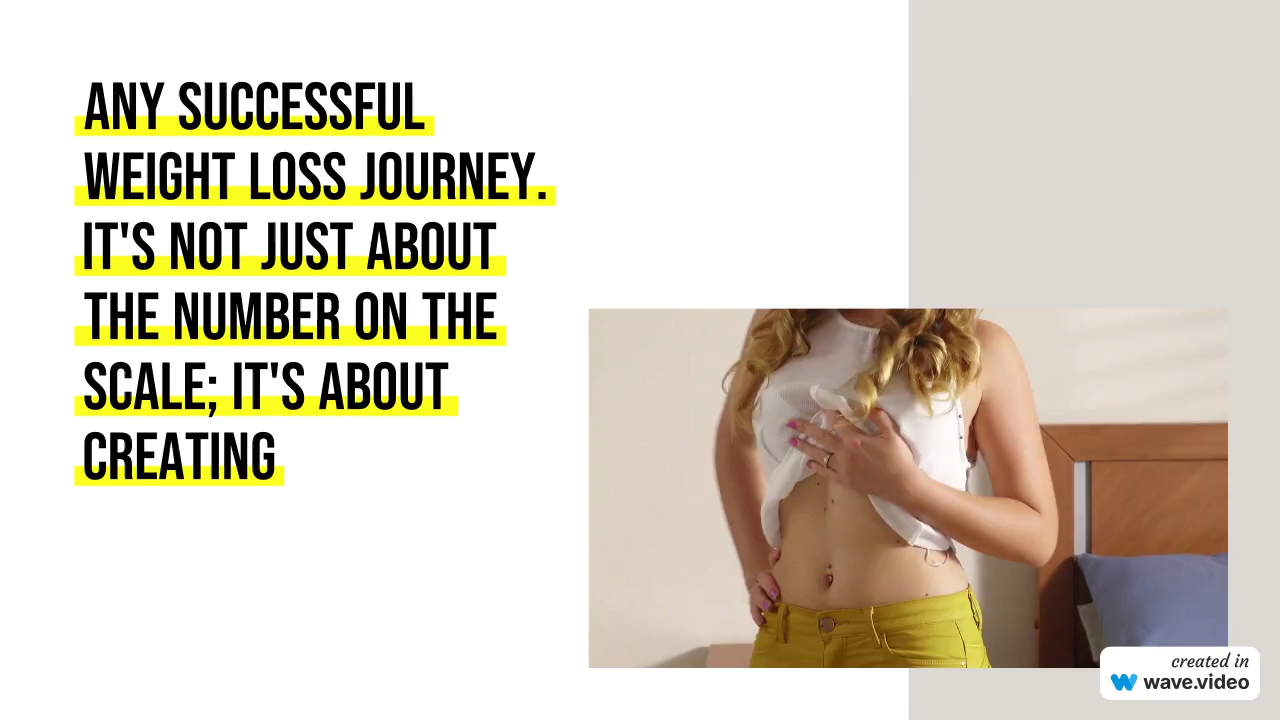 ANY SUCCESSFUL
WEIGHT LOSS JOURNEY.
IT'S NOT JUST ABOUT
THE NUMBER ON THE
SCALE; IT'S ABOUT
CREATING
created in
wave.video